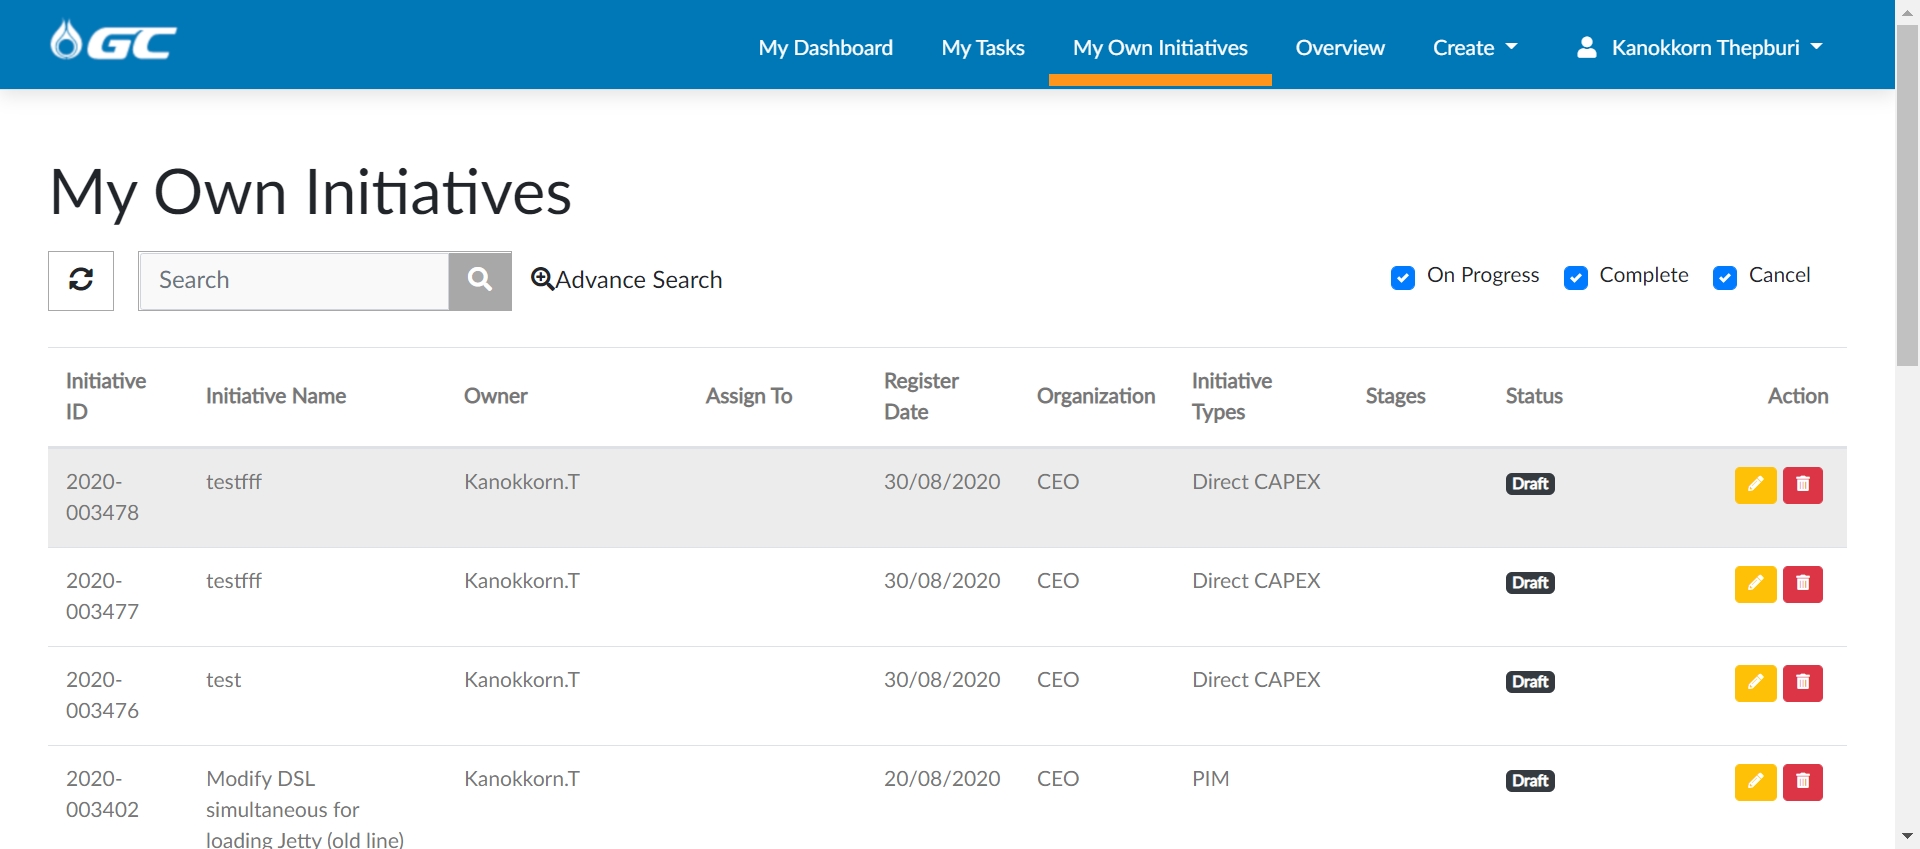 GC
My Dashboard
My Tasks
My Own Initiatives
Overview
Create
Kanokkorn Thepburi
My Own Initiatives
Search
Advance Search
On Progress
Complete
Cancel
Initiative
ID
Initiative Name
Owner
Assign To
Register
Date
Organization
Initiative
Types
Stages
Status
Action
2020-
003478
testfff
Kanokkorn.T
30/08/2020
CEO
Direct CAPEX
Draft
2020-
003477
testfff
Kanokkorn.T
30/08/2020
CEO
Direct CAPEX
Draft
2020-
003476
test
Kanokkorn.T
30/08/2020
CEO
Direct CAPEX
Draft
2020-
003402
Modify DSL
simultaneous for
loading Jetty (old line)
Kanokkorn.T
20/08/2020
CEO
PIM
Draft